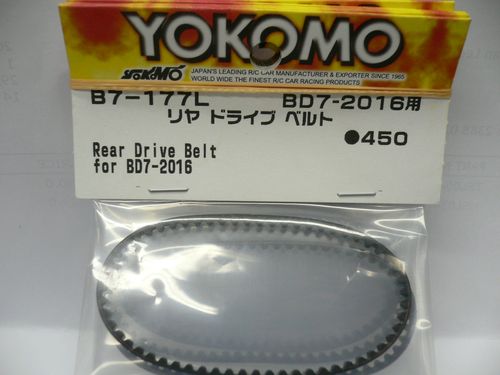 YOKOMO
YOKOMO
JAPAN'S LEADING R/C CAR MANUFACTURER & EXPORTER SINCE 1965
WORLD WIDE THE FINEST R/C CAR RACING PRODUCTS
B7-177L BD7-2016用
リヤ ドライブ ベルト
●450
Rear Drive Belt
for BD7-2016